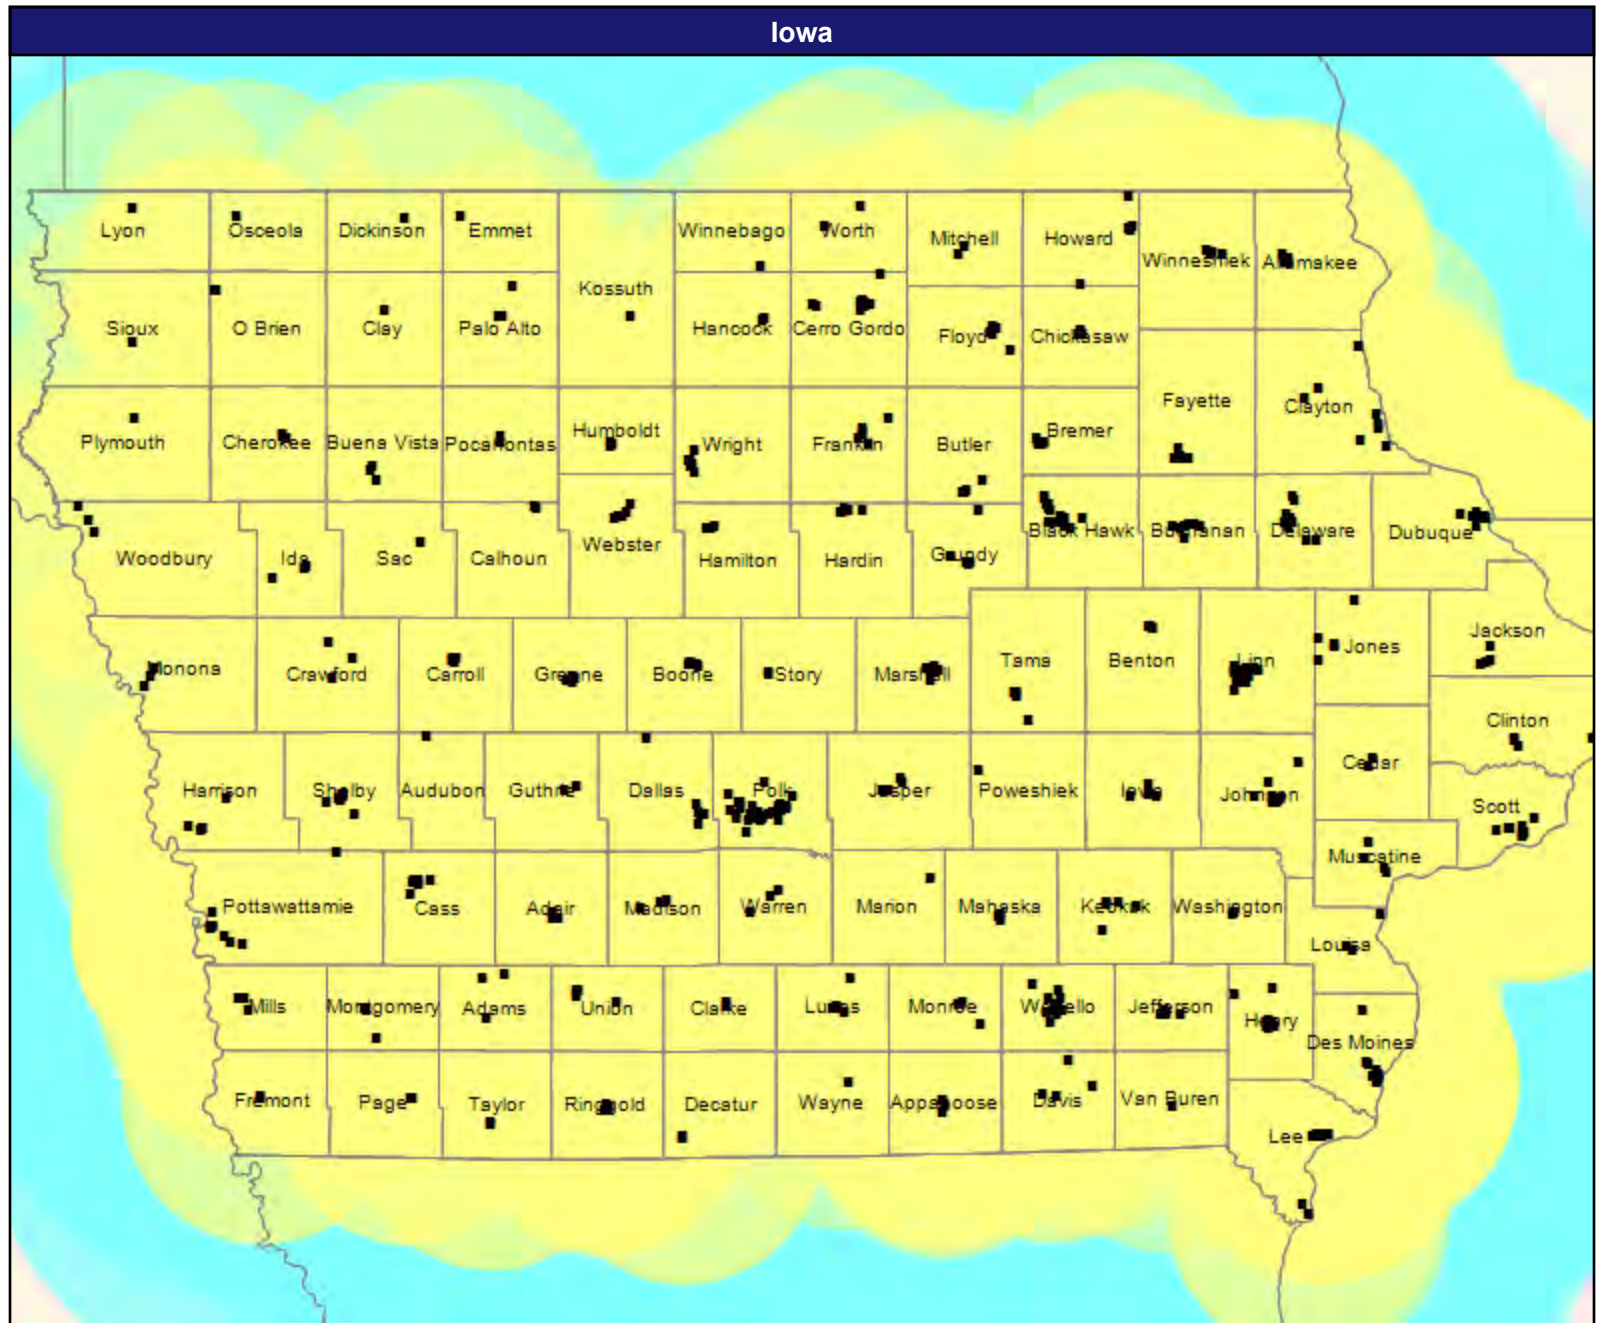 Iowa
Lyon
Osceola
Dickinson
Emmet
Winnebago
Worth
Mitchell
Howard
Winneshiek
Allamakee
Kossuth
Sioux
O Brien
Clay
Palo Alto
Hancock
Cerro Gordo
Floyd
Chickasaw
Fayette
Clayton
Plymouth
Cherokee
Buena Vista
Pocahontas
Humboldt
Wright
Franklin
Butler
Bremer
Woodbury
Ida
Sac
Calhoun
Webster
Hamilton
Hardin
Grundy
Black Hawk
Buchanan
Delaware
Dubuque
Monona
Crawford
Carroll
Greene
Boone
Story
Marshall
Tama
Benton
Linn
Jones
Jackson
Clinton
Harrison
Shelby
Audubon
Guthrie
Dallas
Polk
Jasper
Poweshiek
Iowa
Johnson
Cedar
Scott
Muscatine
Pottawattamie
Cass
Adair
Madison
Warren
Marion
Mahaska
Keokuk
Washington
Louisa
Mills
Montgomery
Adams
Union
Clarke
Lucas
Monroe
Wapello
Jefferson
Henry
Des Moines
Fremont
Page
Taylor
Ringgold
Decatur
Wayne
Appanoose
Davis
Van Buren
Lee